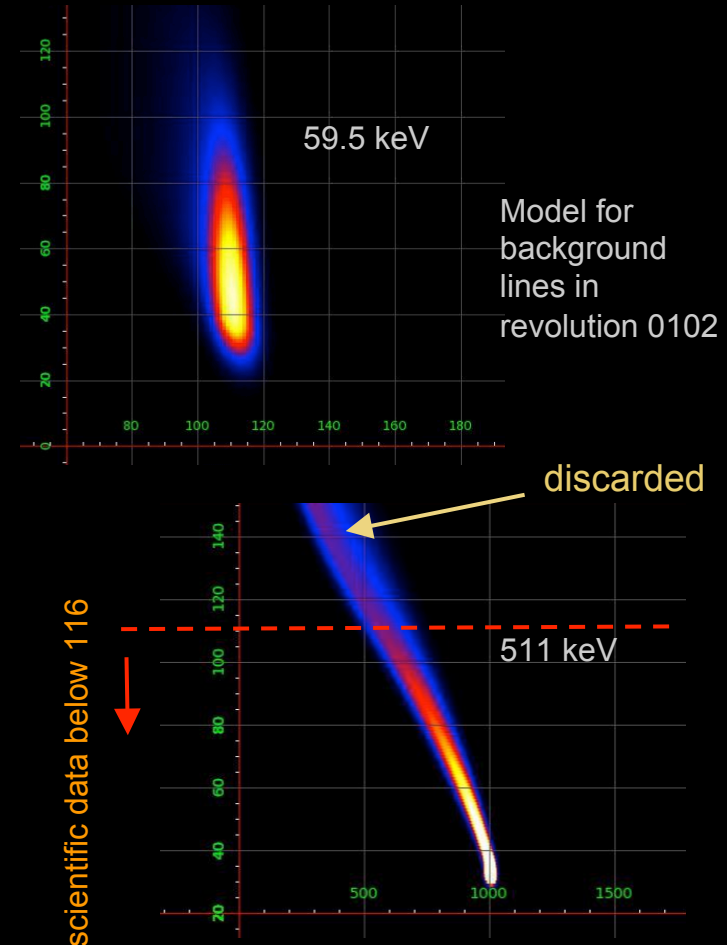 120
100
80
60
40
20
0
80 100 120 140 160 180
59.5 keV
Model for
background
lines in
revolution 0102
discarded
140
120
100
80
60
40
20
500 1000 1500
511 keV
scientific data below 116